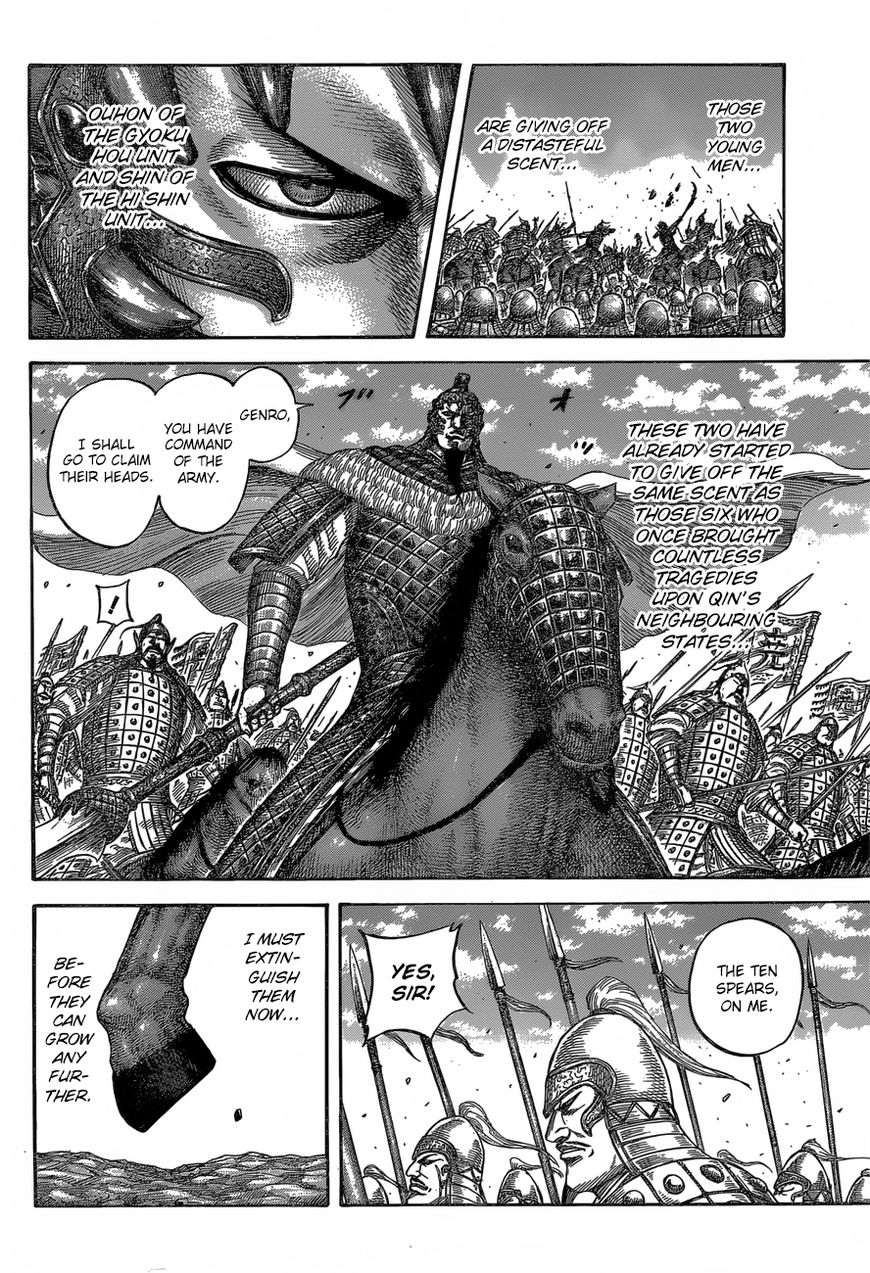 THOSE
TWO
YOUNG
MEN...
ARE GIVING OFF
A DISTASTEFUL
SCENT...
OUHON OF
THE GYOKU
HOU UNIT
AND SHIN OF
THE HI SHIN
UNIT...
THESE TWO HAVE
ALREADY STARTED
TO GIVE OFF THE
SAME SCENT AS
THOSE SIX WHO
ONCE BROUGHT
COUNTLESS
TRAGEDIES
UPON QIN'S
NEIGHBOURING
STATES...
GENRO,
YOU HAVE
COMMAND
OF THE
ARMY.
I SHALL
GO TO CLAIM
THEIR HEADS.
!
THE TEN
SPEARS,
ON ME.
YES,
SIR!
I MUST
EXTIN-
GUISH
THEM
NOW...
BE-
FORE
THEY
CAN
GROW
ANY
FUR-
THER.